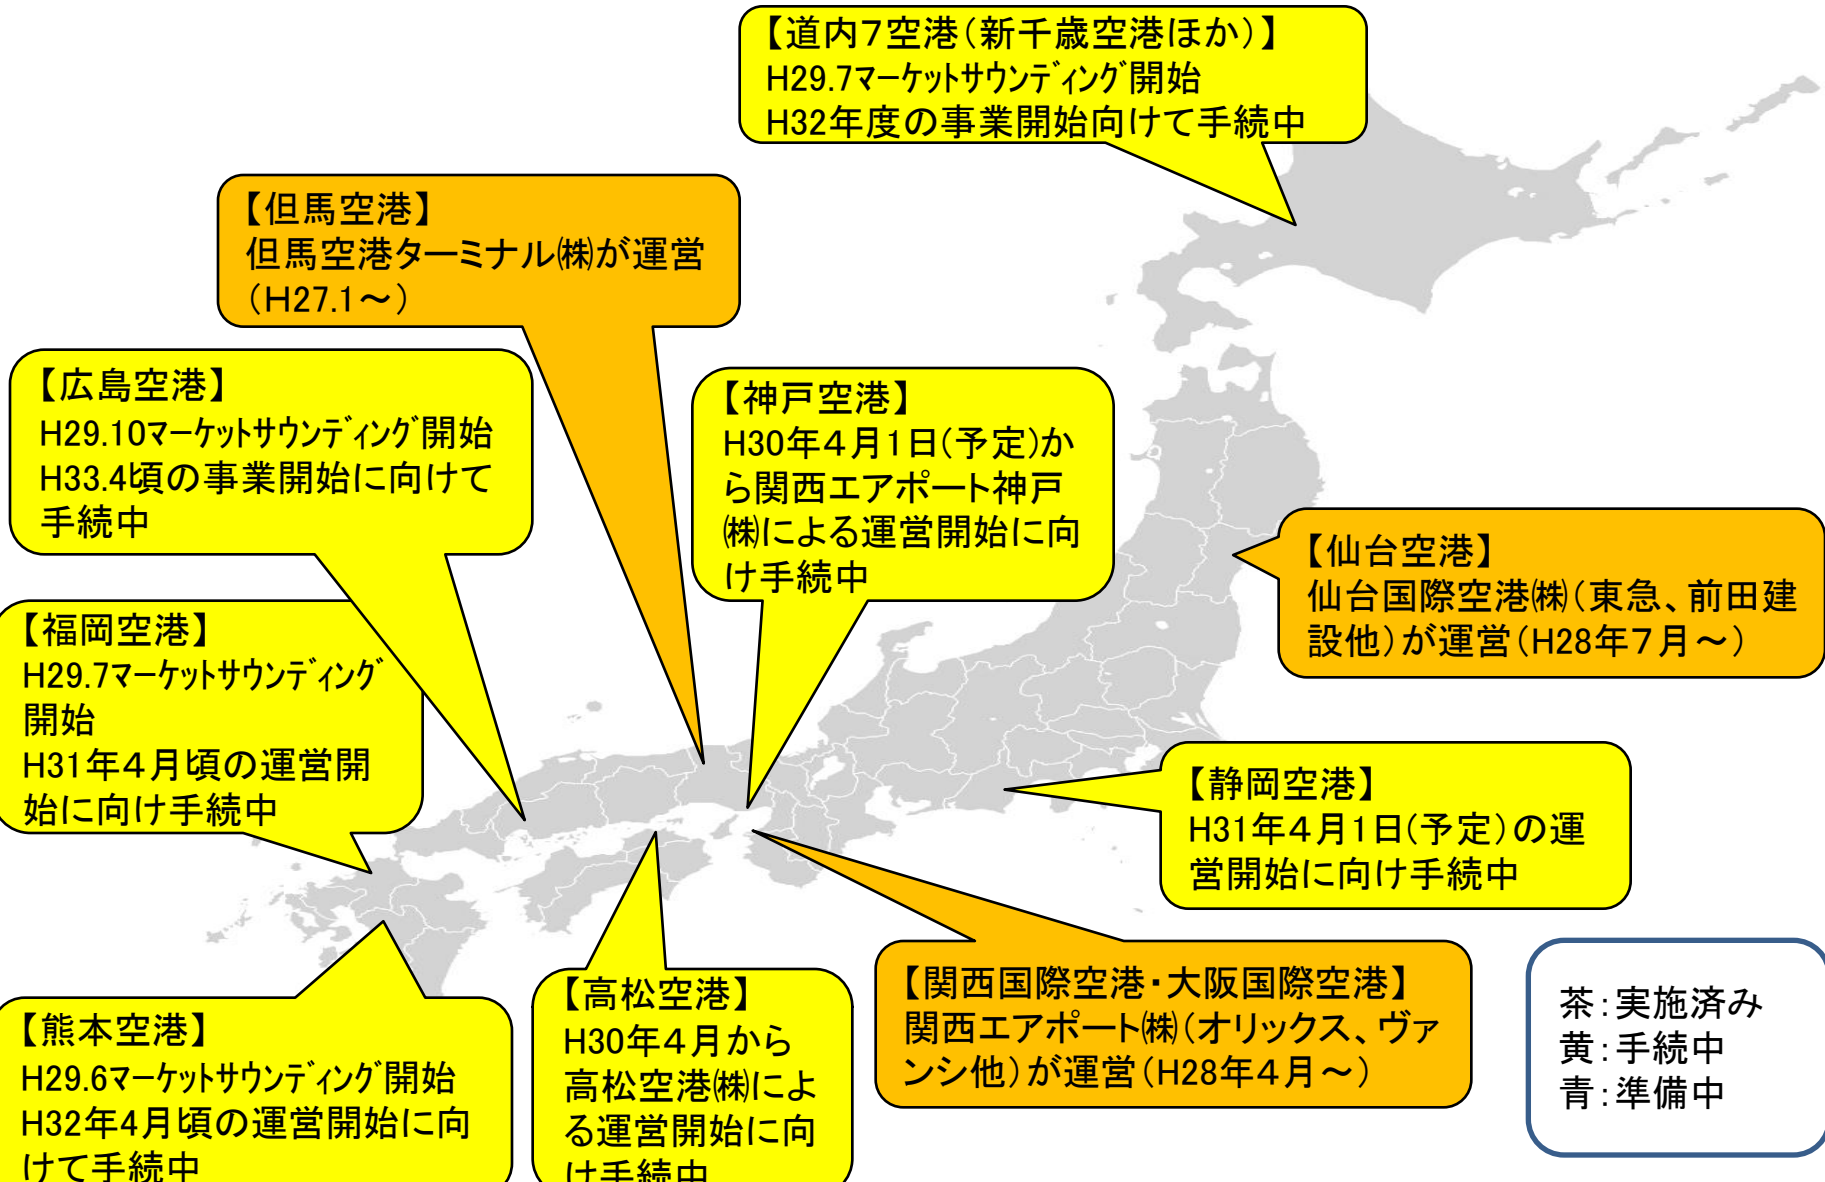 【道内7空港（新千歳空港ほか）】
H29.7マーケットサウンディング開始
H32年度の事業開始向けて手続中
【但馬空港】
但馬空港ターミナル㈱が運営
（H27.1～）
【広島空港】
H29.10マーケットサウンディング開始
H33.4頃の事業開始に向けて
手続中
【神戸空港】
H30年４月１日(予定)か
ら関西エアポート神戸
㈱による運営開始に向
け手続中
【仙台空港】
仙台国際空港㈱（東急、前田建
設他）が運営（H28年７月～）
【福岡空港】
H29.7マーケットサウンディング
開始
H31年４月頃の運営開
始に向け手続中
【静岡空港】
H31年４月１日(予定）の運
営開始に向け手続中
【熊本空港】
H29.6マーケットサウンディング開始
H32年4月頃の運営開始に向
けて手続中
【高松空港】
H30年４月から
高松空港㈱によ
る運営開始に向
け手続中
【関西国際空港・大阪国際空港】
関西エアポート㈱（オリックス、ヴァ
ンシ他）が運営（H28年４月～）
茶：実施済み
黄：手続中
青：準備中